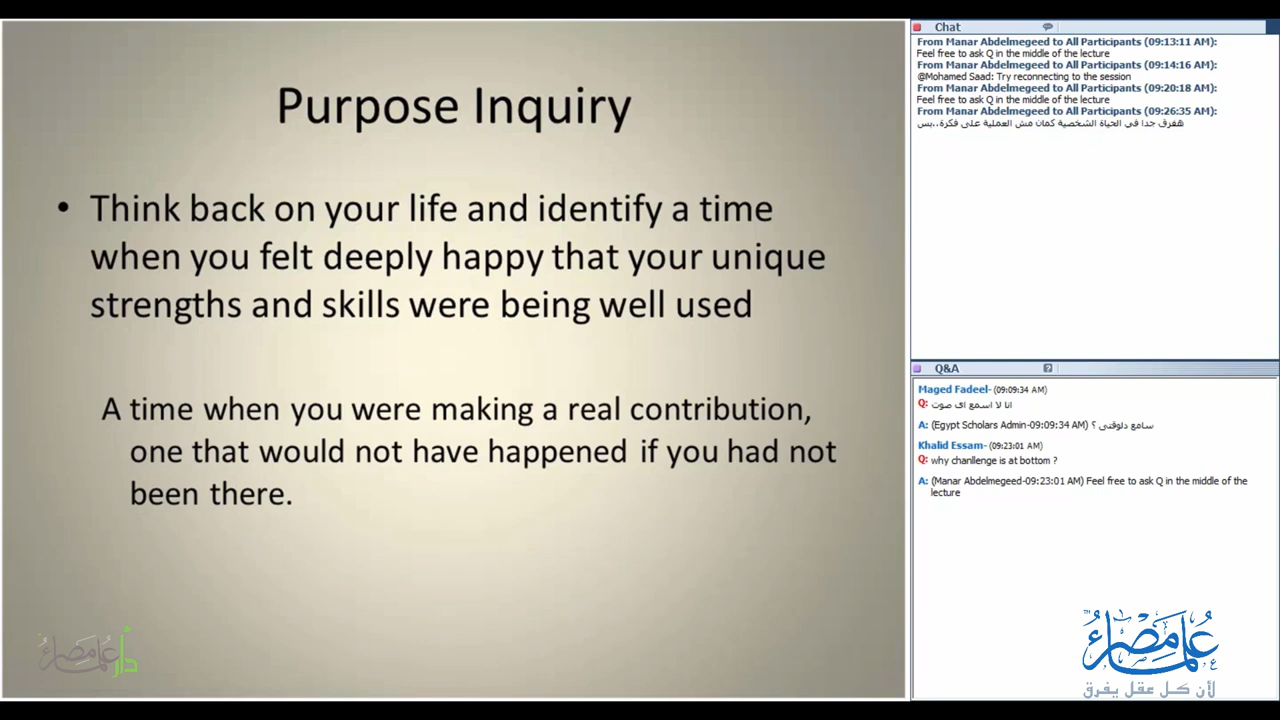 Purpose Inquiry
• Think back on your life and identify a time
when you felt deeply happy that your unique
strengths and skills were being well used
A time when you were making a real contribution,
one that would not have happened if you had not
been there.
دار علماء مصر
Chat
From Manar Abdelmegeed to All Participants (09:13:11 AM):
Feel free to ask Q in the middle of the lecture
From Manar Abdelmegeed to All Participants (09:14:16 AM):
@Mohamed Saad: Try reconnecting to the session
From Manar Abdelmegeed to All Participants (09:20:18 AM):
Feel free to ask Q in the middle of the lecture
From Manar Abdelmegeed to All Participants (09:26:35 AM):
هفرق جدا فى الحياة الشخصية كمان مش العملية على فكرة..بس
Q&A
Maged Fadeel- (09:09:34 AM)
Q: انا لا اسمع اى صوت
A: (Egypt Scholars Admin-09:09:34 AM) سامع دلوقتى ؟
Khalid Essam- (09:23:01 AM)
Q: why chanllenge is at bottom ?
A: (Manar Abdelmegeed-09:23:01 AM) Feel free to ask Q in the middle of the
lecture
علماء مصر
لأن كل عقل يفرق